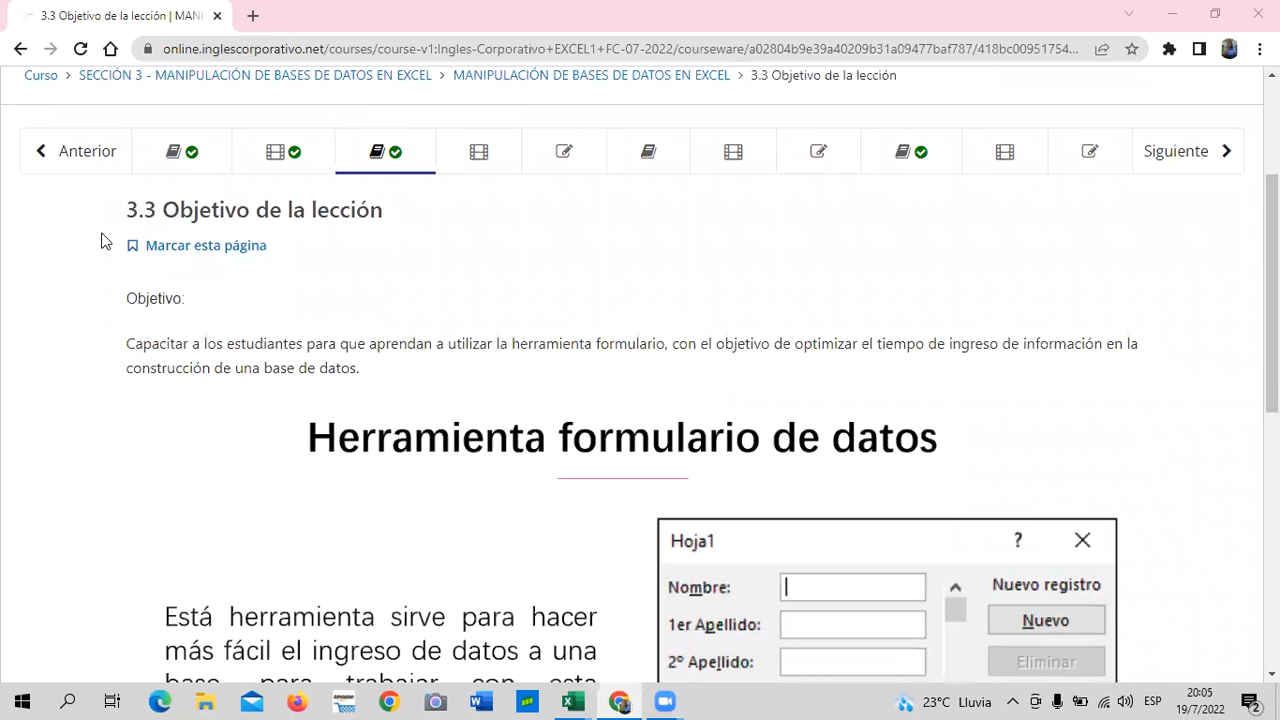 3.3 Objetivo de la lección | MAN
online.inglescorporativo.net/courses/course-v1:Ingles-Corporativo+EXCEL1+FC-07-2022/courseware/a02804b9e39a40209b31a09477baf787/418bc00951754...
Curso > SECCIÓN 3 - MANIPULACIÓN DE BASES DE DATOS EN EXCEL > MANIPULACIÓN DE BASES DE DATOS EN EXCEL > 3.3 Objetivo de la lección
Anterior
Siguiente
3.3 Objetivo de la lección
Marcar esta página
Objetivo:
Capacitar a los estudiantes para que aprendan a utilizar la herramienta formulario, con el objetivo de optimizar el tiempo de ingreso de información en la
construcción de una base de datos.
Herramienta formulario de datos
Está herramienta sirve para hacer
más fácil el ingreso de datos a una
base para trabajar con esta
Hoja1 ?
Nombre:
Nuevo registro
1er Apellido:
Nuevo
2º Apellido:
Eliminar
23°C Lluvia
ESP
20:05
19/7/2022
2